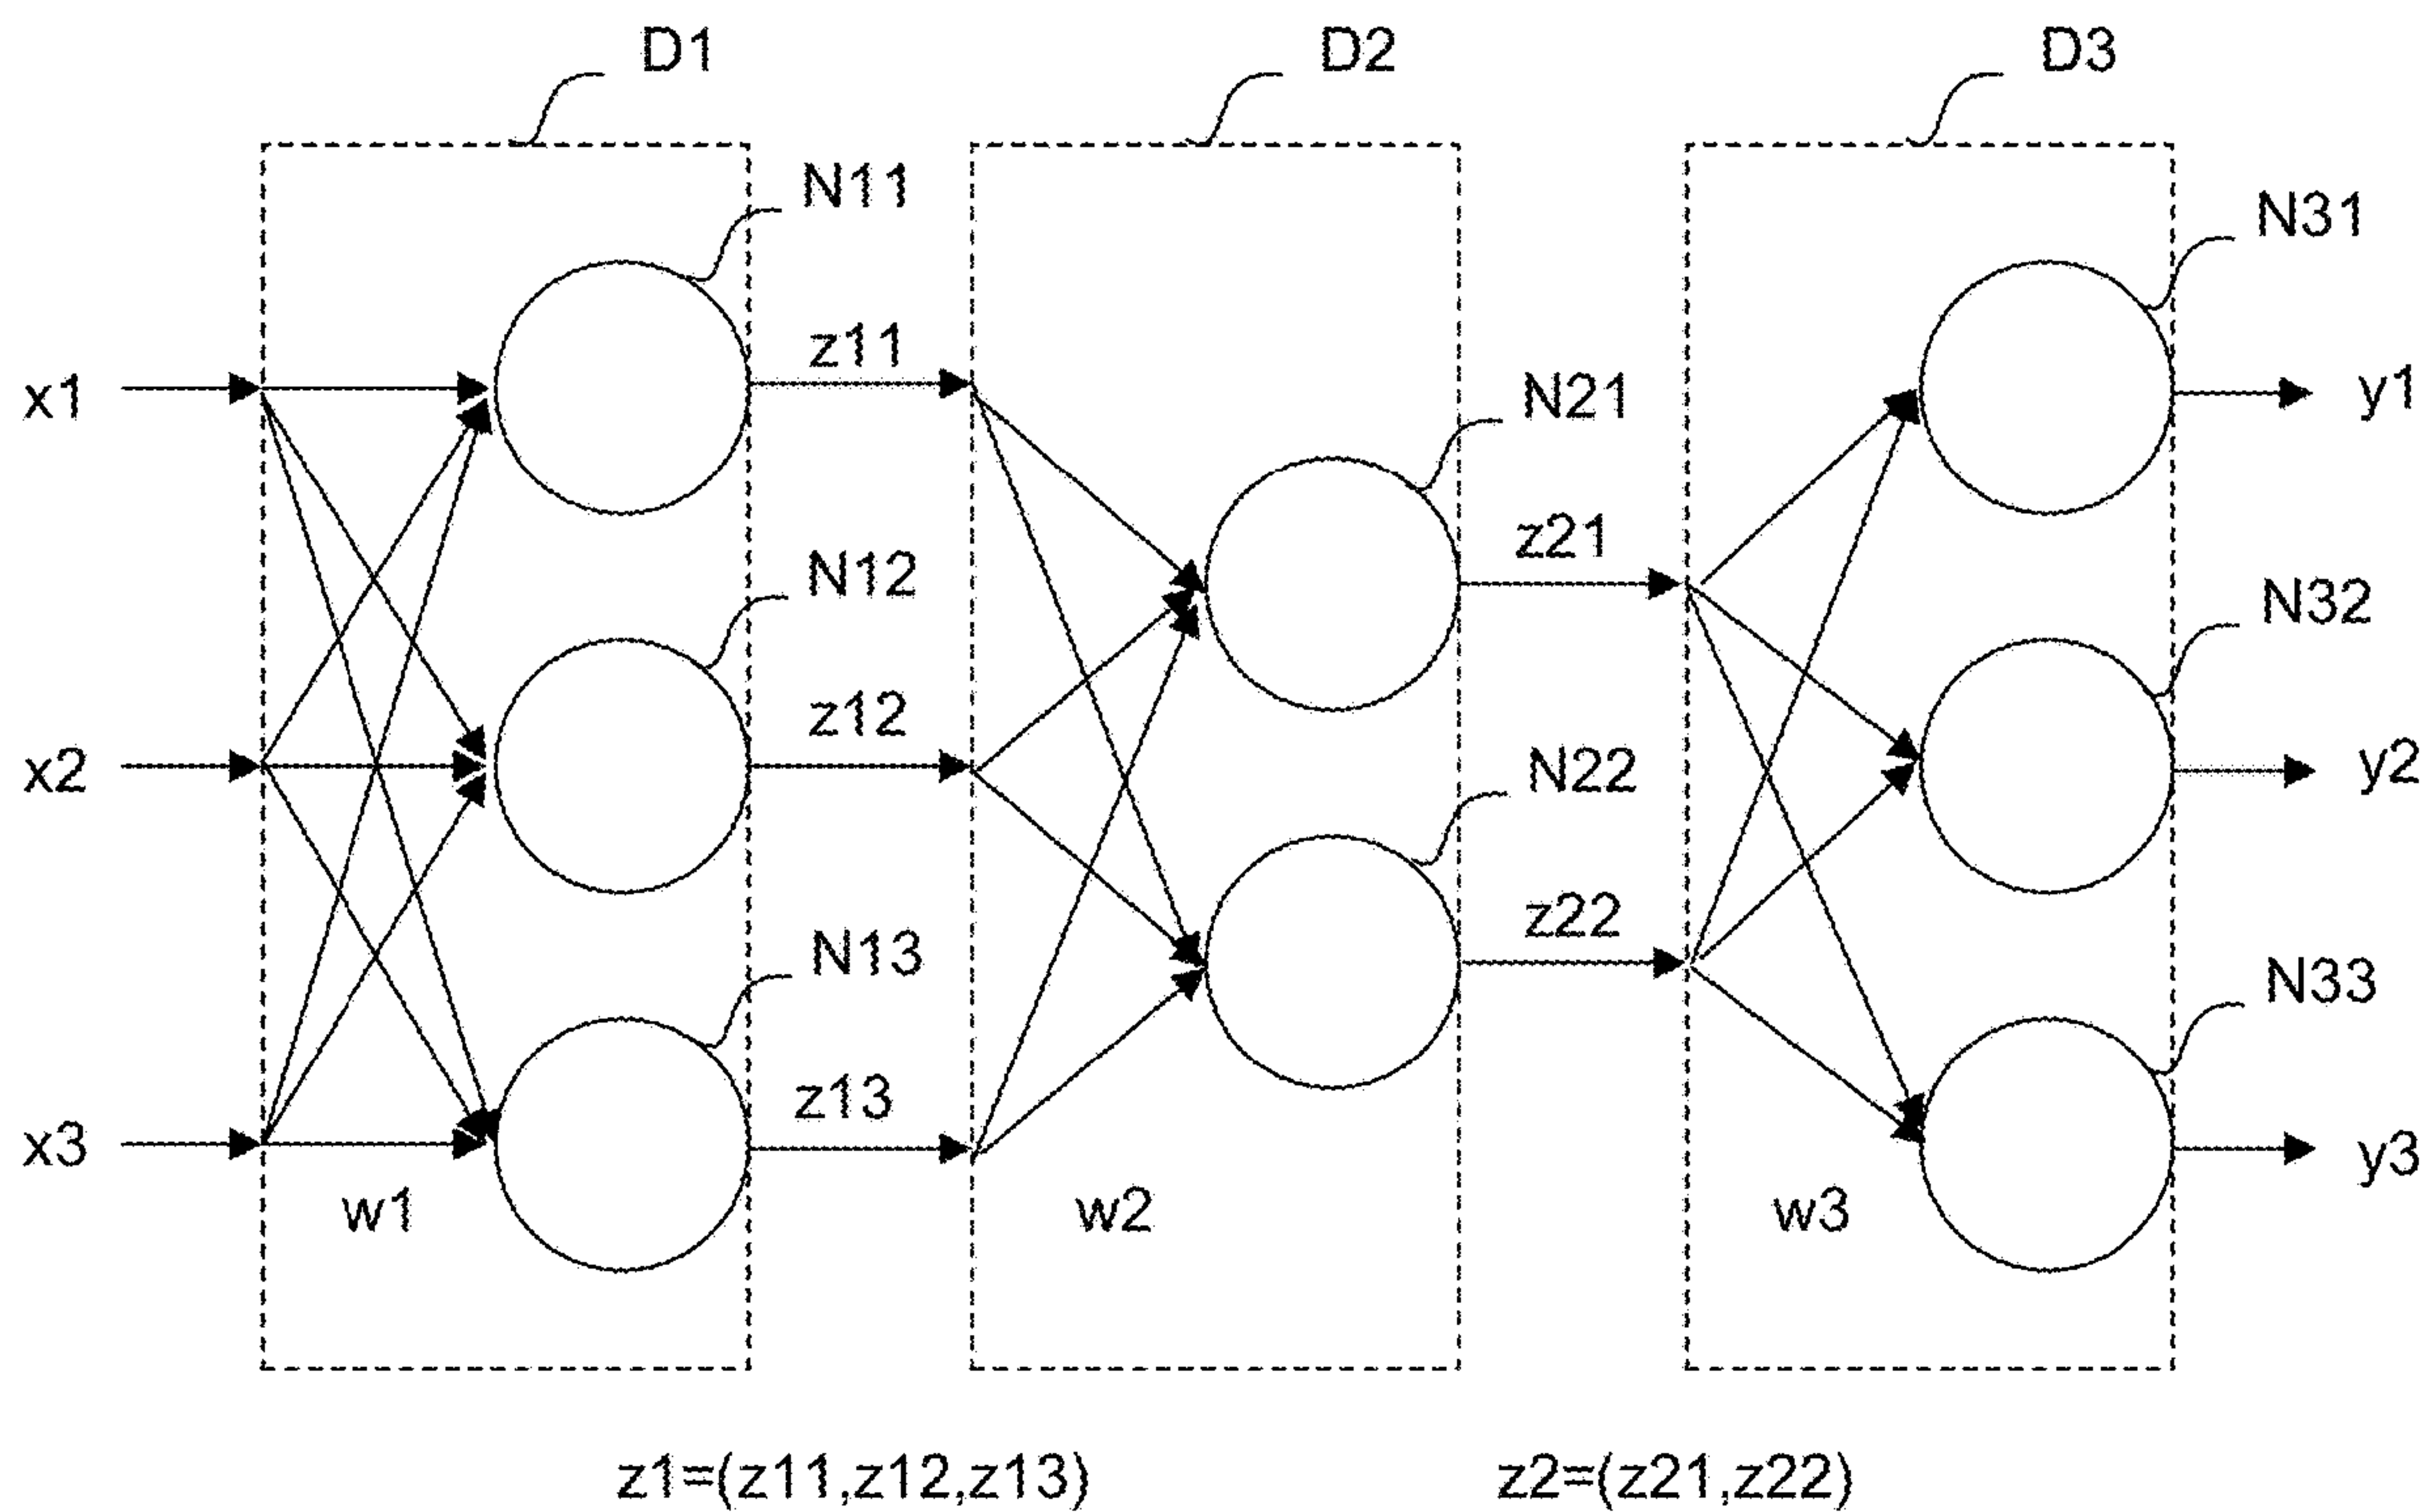 D1
D2
D3
N11
N31
z11
x1
N21
y1
z21
N12
N32
z12
x2
N22
y2
z22
N13
N33
z13
x3
y3
w1
w2
w3
z1=(z11,z12,z13)
z2=(z21,z22)